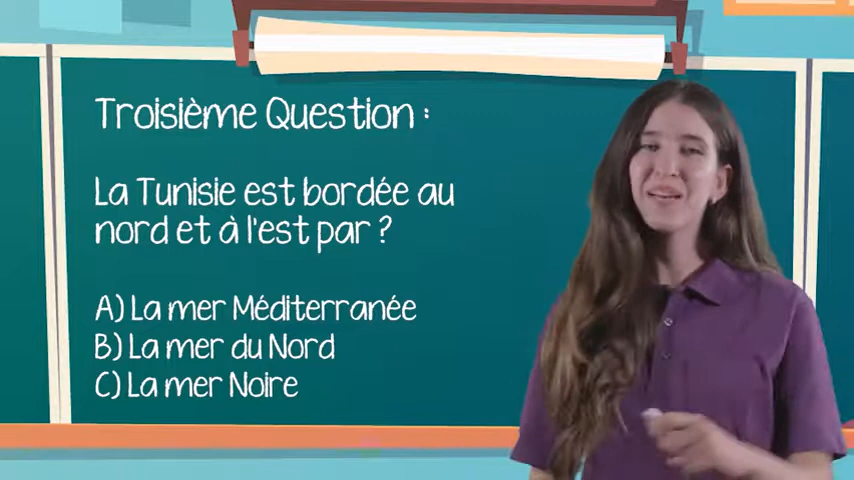 Troisième Question :
La Tunisie est bordée au
nord et à l'est par ?
A) La mer Méditerranée
B) La mer du Nord
C) La mer Noire